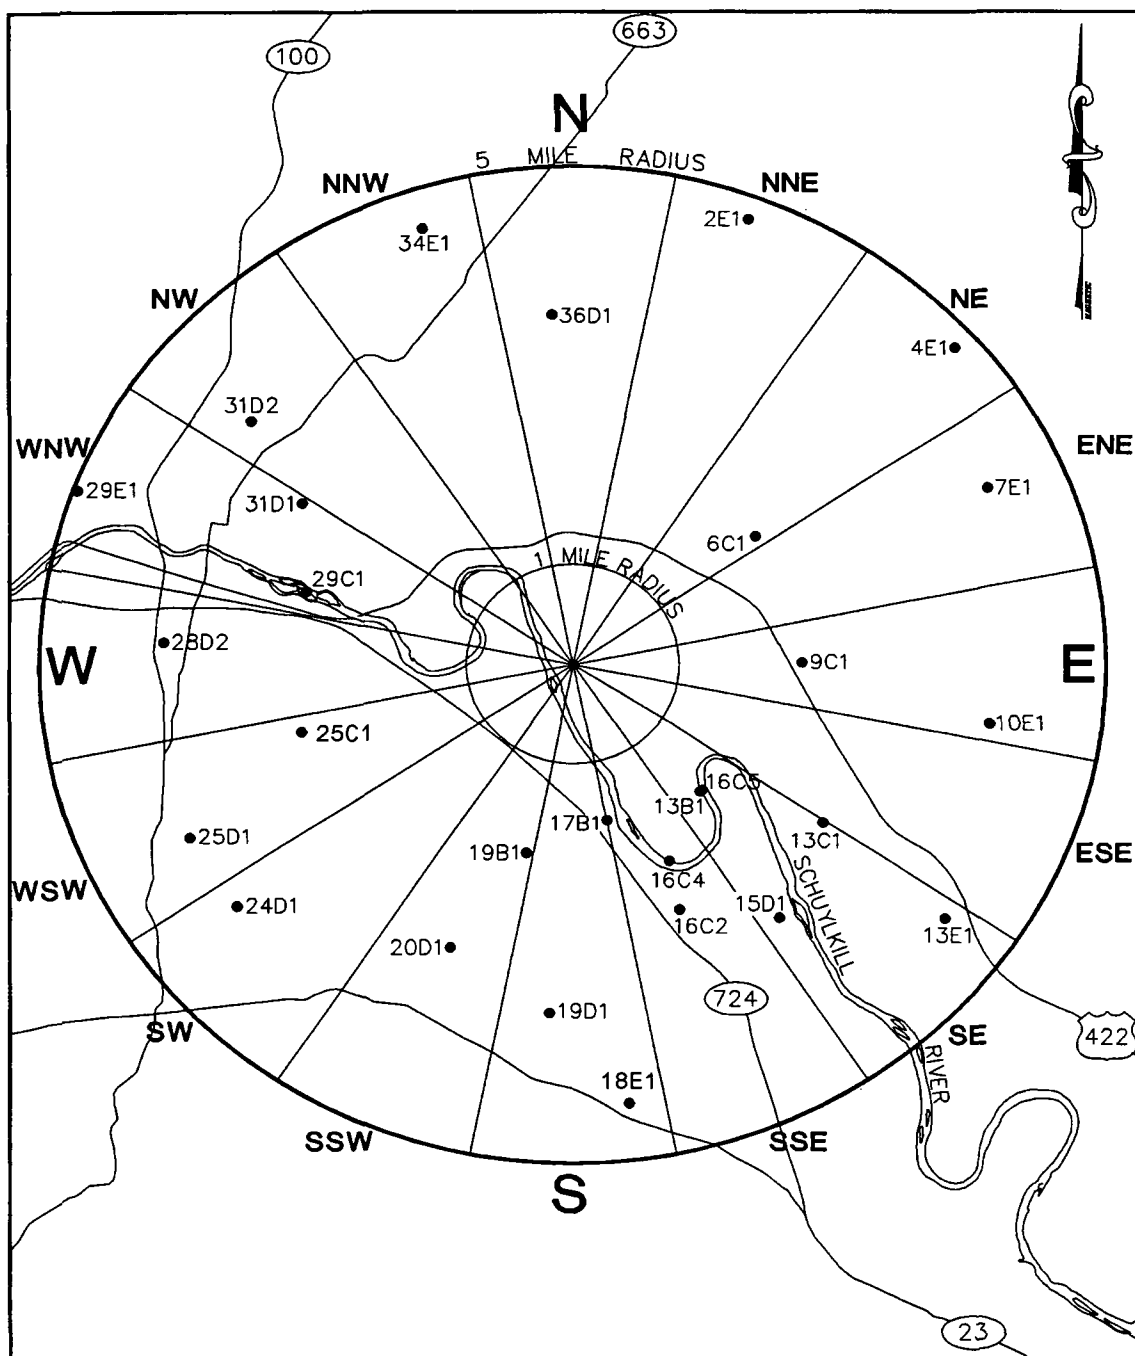 663
100
N
5 MILE RADIUS
NNW
NNE
2E1
34E1
NW
NE
36D1
4E1
31D2
WNW
ENE
29E1
7E1
31D1
6C1
1 MILE RADIUS
29C1
28D2
W
9C1
E
25C1
10E1
16C5
13B1
17B1
13C1
25D1
19B1
ESE
16C4
SCHUYLKILL
WSW
24D1
15D1
16C2
13E1
20D1
724
19D1
SW
SE
422
RIVER
18E1
SSW
SSE
S
23